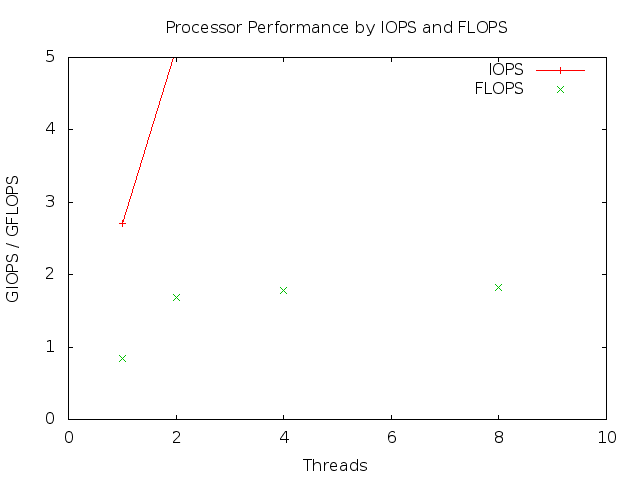 Processor Performance by IOPS and FLOPS
IOPS
FLOPS
5
4
3
2
1
0
GIOPS / GFLOPS
0 2 4 6 8 10
Threads